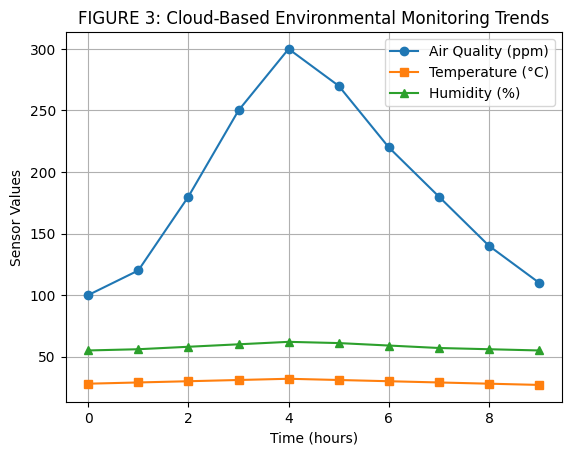 FIGURE 3: Cloud-Based Environmental Monitoring Trends
Air Quality (ppm)
Temperature (°C)
Humidity (%)
Sensor Values
300
250
200
150
100
50
0 2 4 6 8
Time (hours)